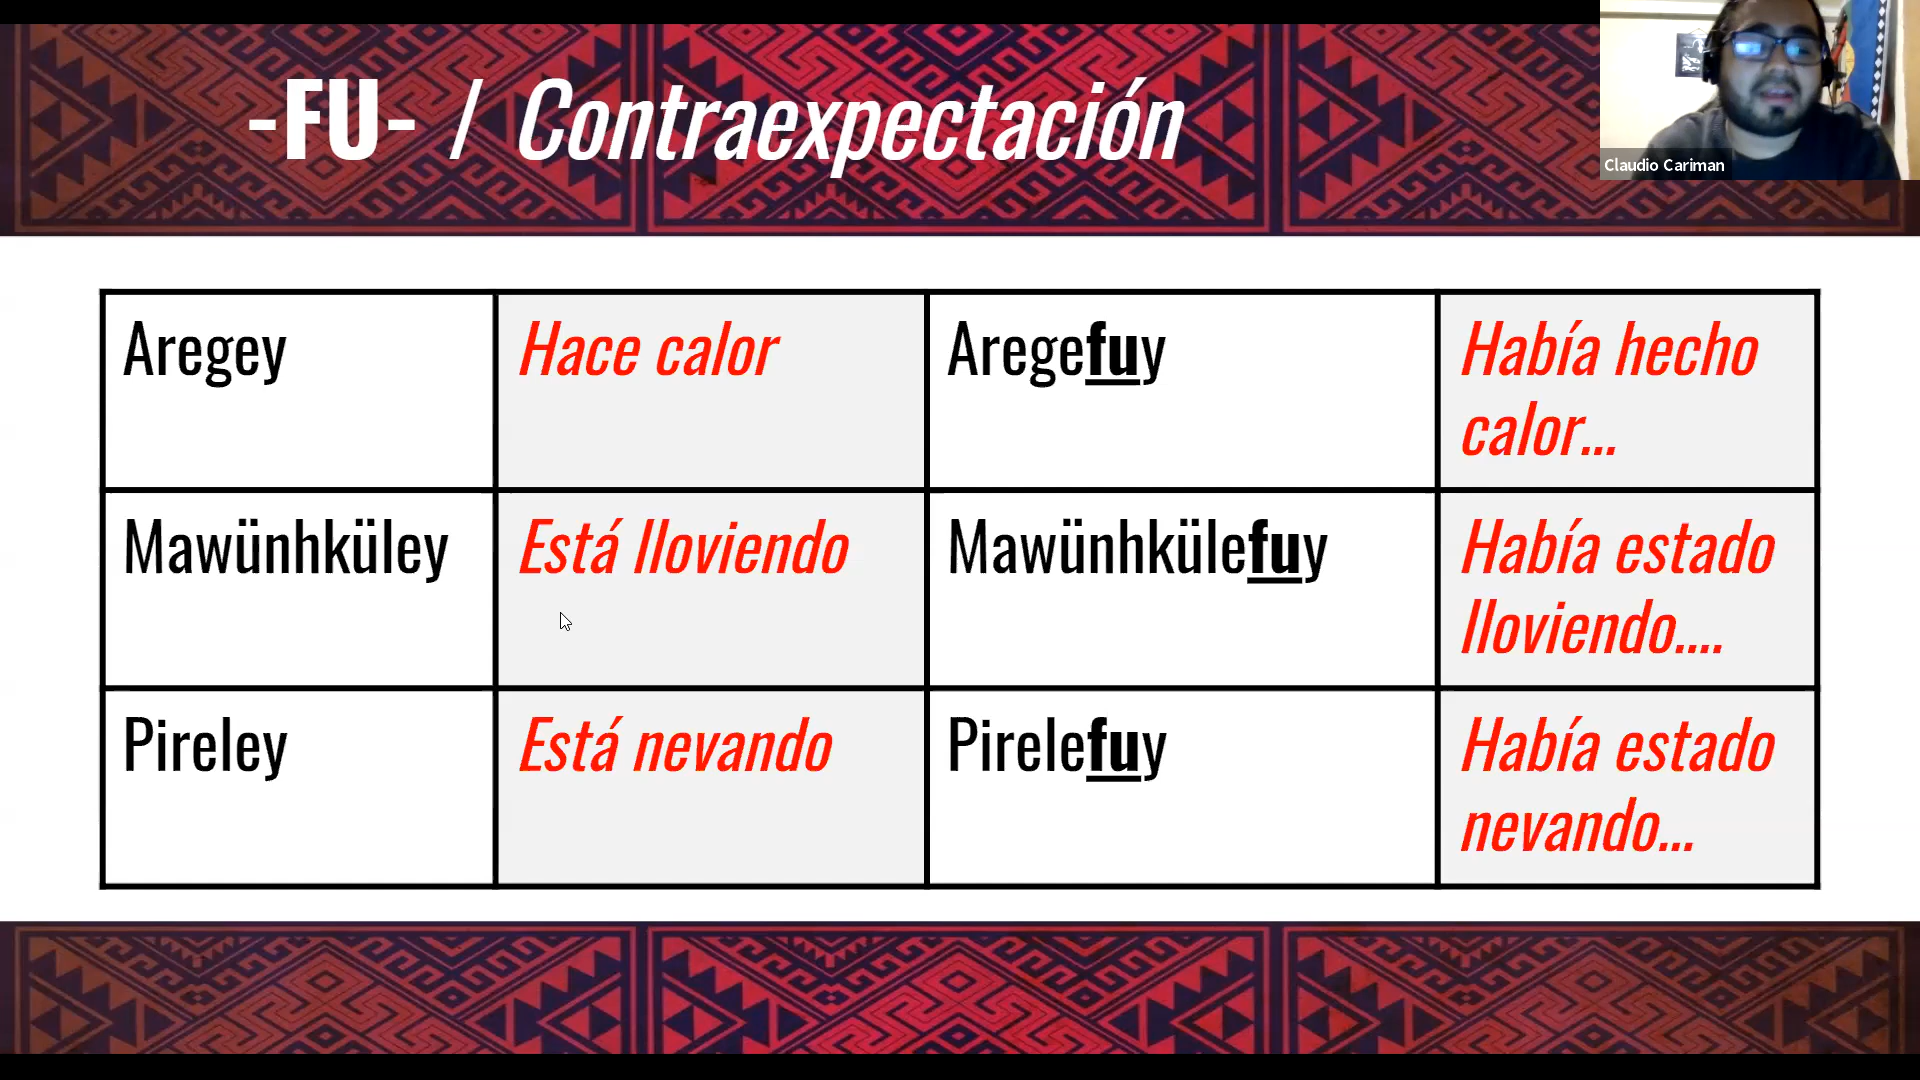 -FU- / Contraexpectación
Claudio Cariman
Aregey
Hace calor
Aregefuy
Había hecho
calor...
Mawünhküley
Está lloviendo
Mawünhkülefuy
Había estado
lloviendo....
Pireley
Está nevando
Pirelefuy
Había estado
nevando...